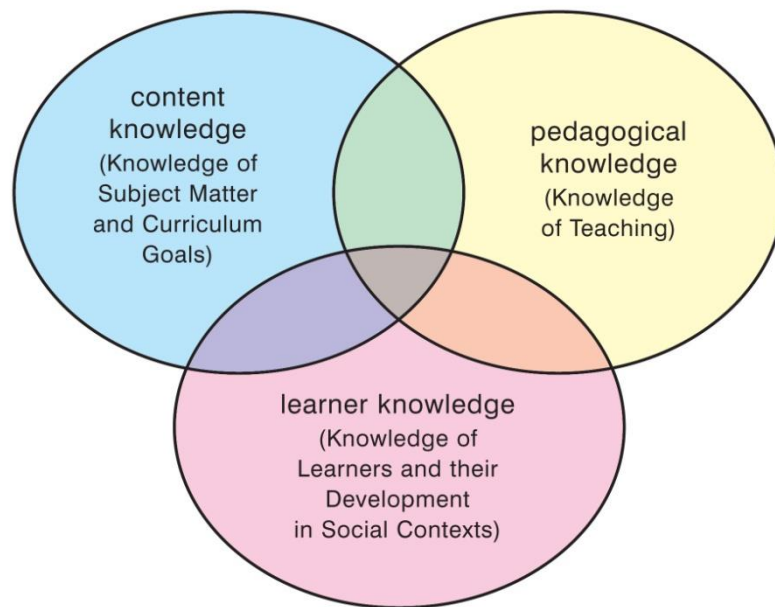 content
knowledge
(Knowledge of
Subject Matter
and Curriculum
Goals)
pedagogical
knowledge
(Knowledge
of Teaching)
learner knowledge
(Knowledge of
Learners and their
Development
in Social Contexts)